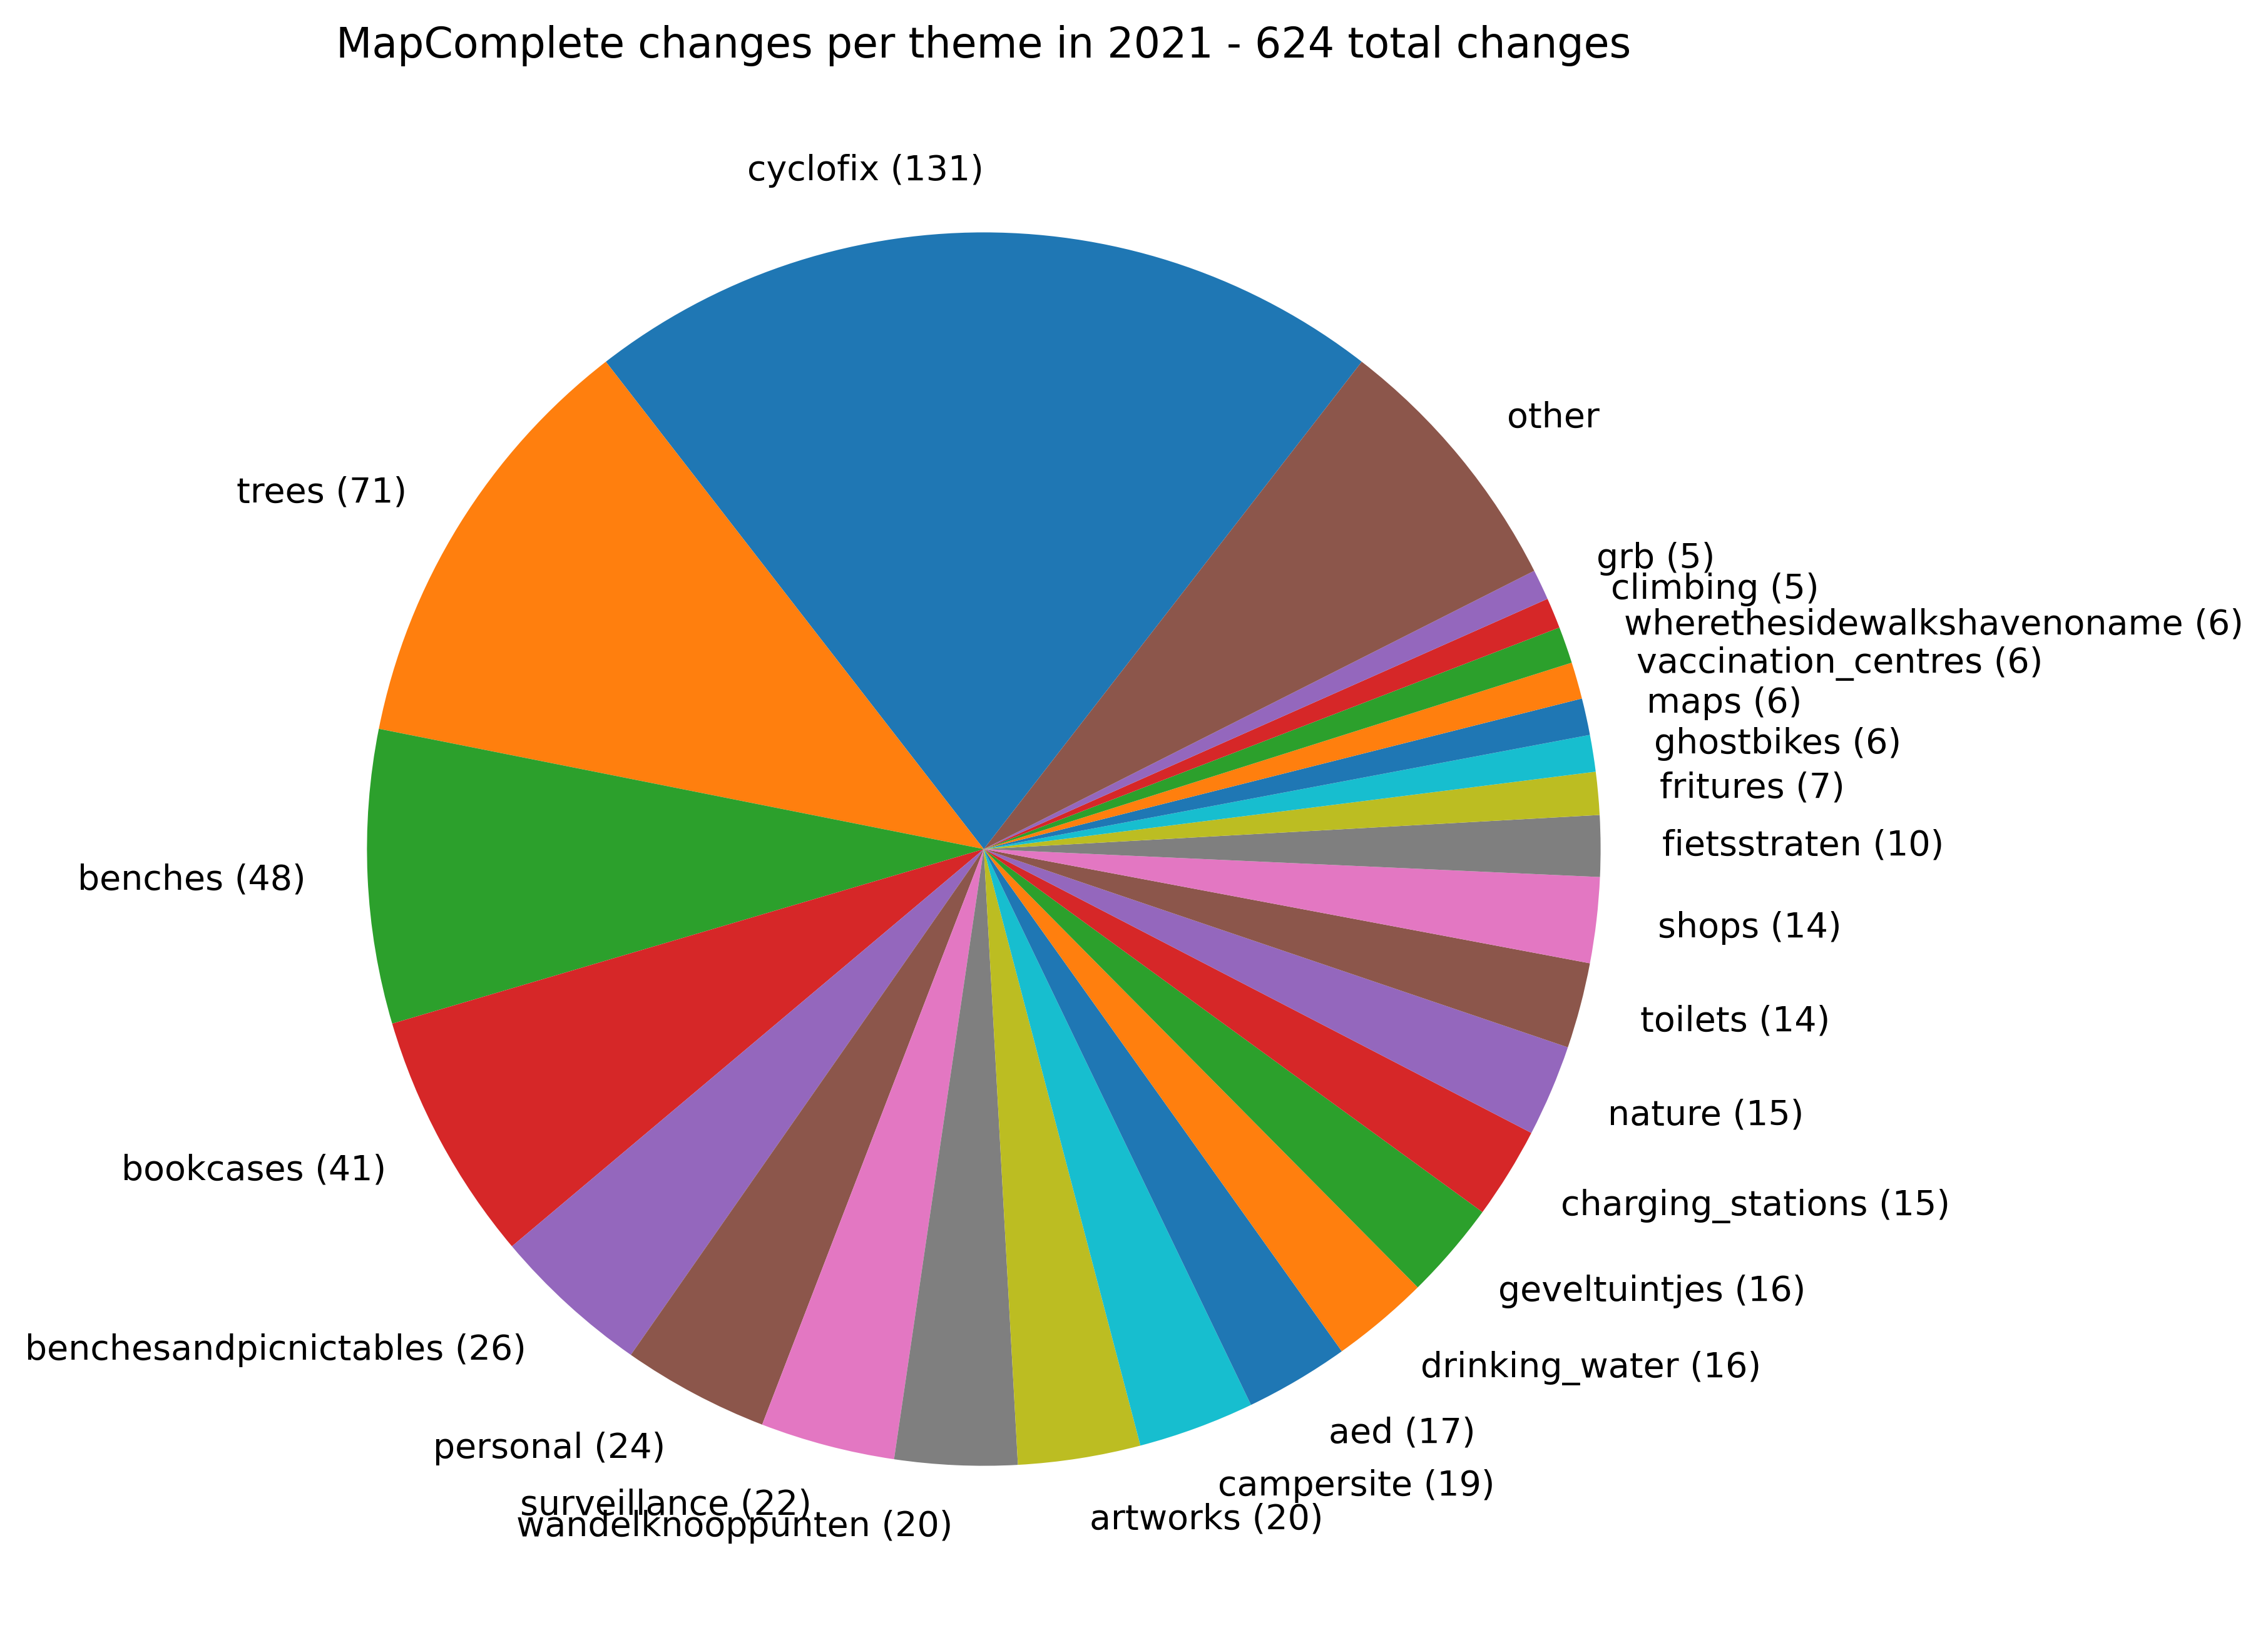 MapComplete changes per theme in 2021 - 624 total changes
cyclofix (131)
other
trees (71)
grb (5)
climbing (5)
wherethesidewalkshavenoname (6)
vaccination_centres (6)
maps (6)
ghostbikes (6)
fritures (7)
fietsstraten (10)
benches (48)
shops (14)
toilets (14)
nature (15)
bookcases (41)
charging_stations (15)
geveltuintjes (16)
benchesandpicnictables (26)
drinking_water (16)
aed (17)
personal (24)
campersite (19)
surveillance (22)
artworks (20)
wandelknooppunten (20)